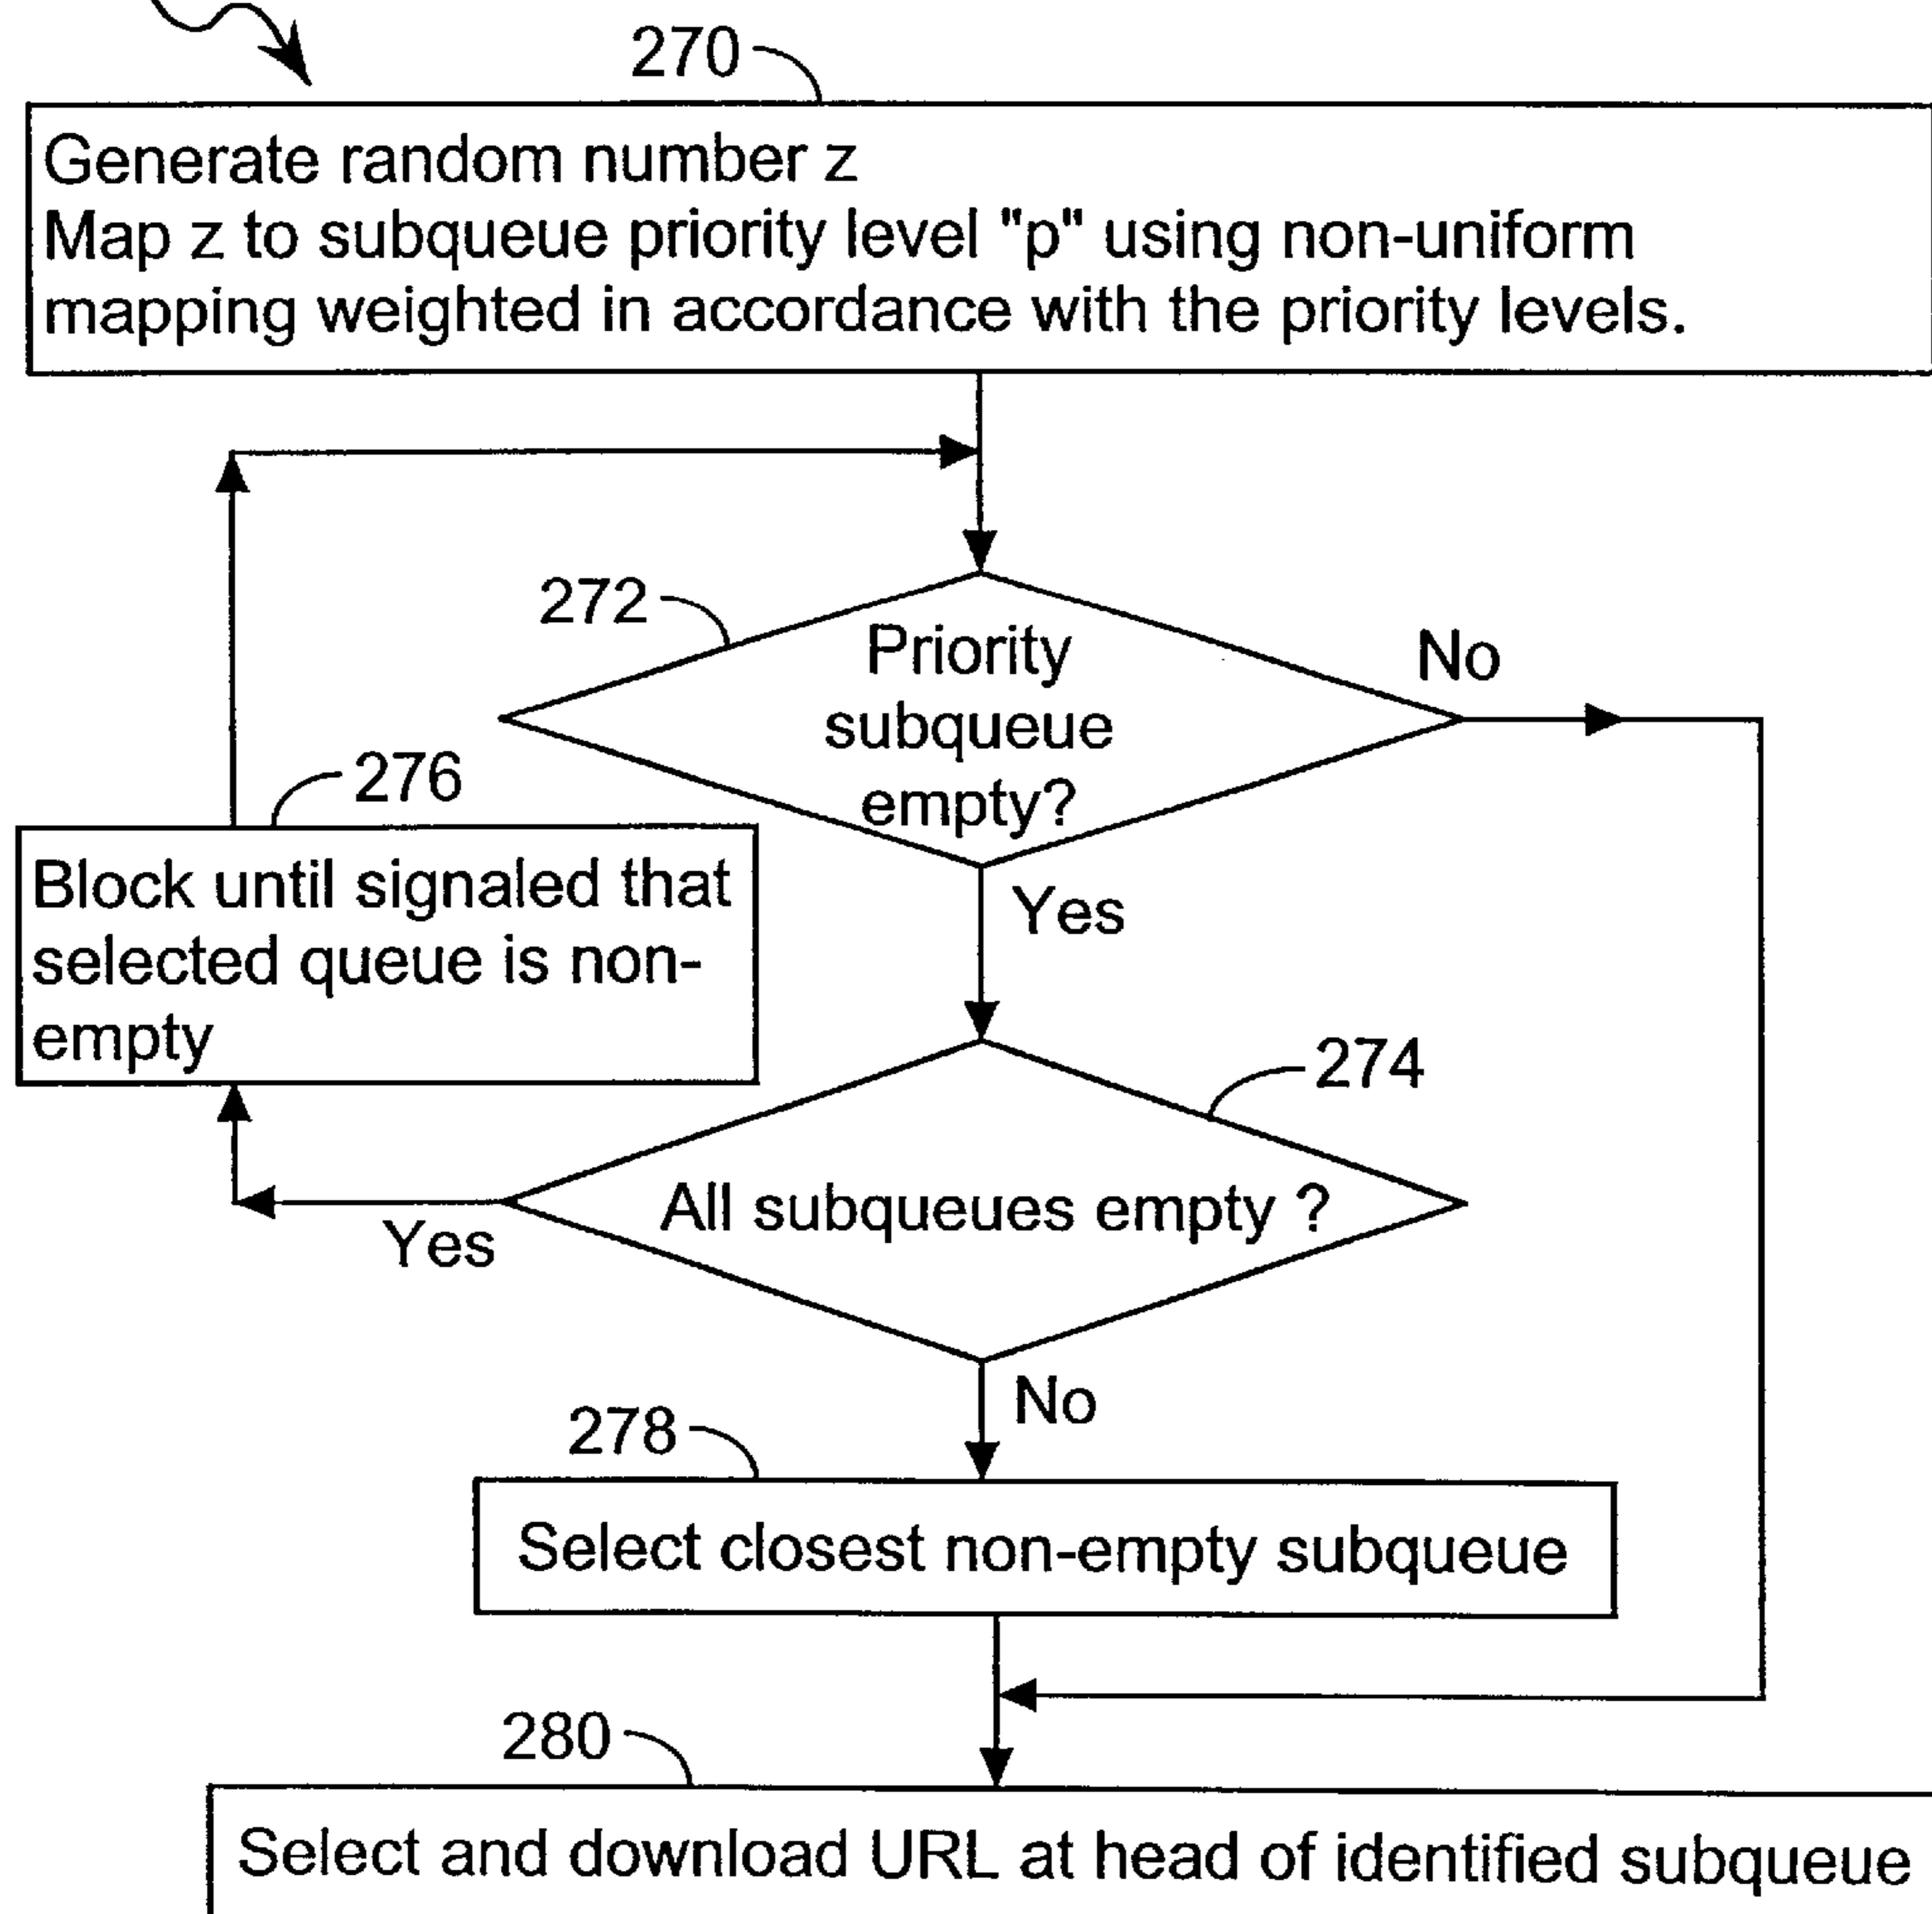 270
Generate random number z
Map z to subqueue priority level "p" using non-uniform
mapping weighted in accordance with the priority levels.
272
Priority
subqueue
empty?
No
Yes
276
Block until signaled that
selected queue is non-
empty
274
All subqueues empty ?
Yes
No
278
Select closest non-empty subqueue
280
Select and download URL at head of identified subqueue